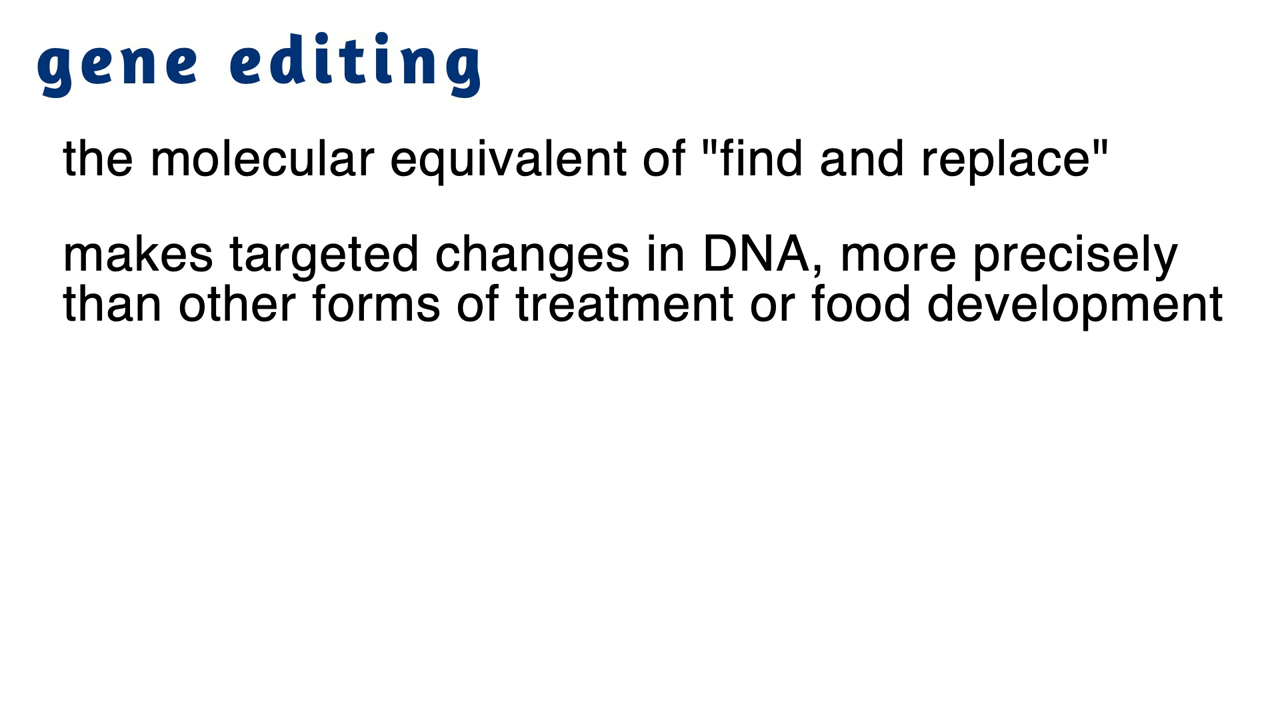 gene editing
the molecular equivalent of "find and replace"
makes targeted changes in DNA, more precisely
than other forms of treatment or food development